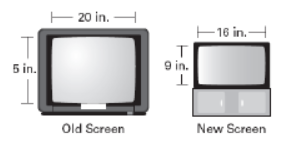 20 in.
16 in.
5 in.
9 in.
Old Screen
New Screen